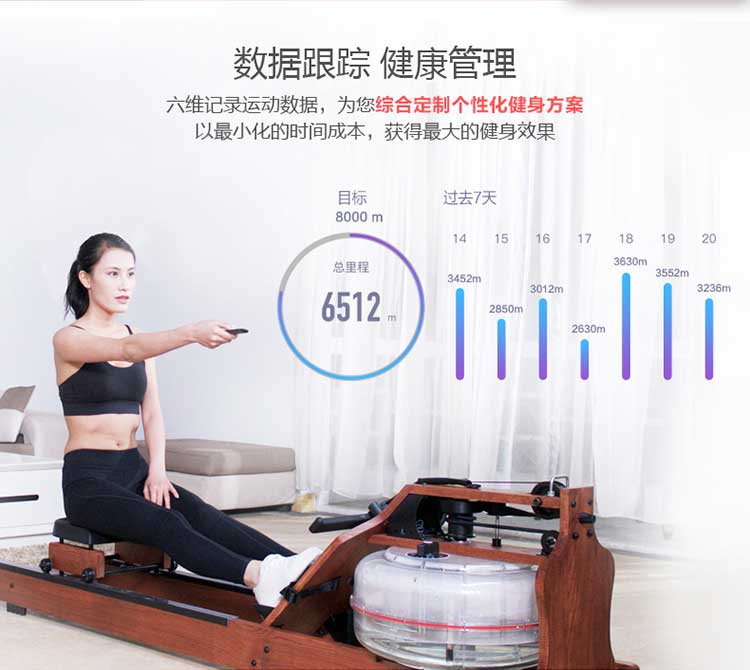 数据跟踪 健康管理
六维记录运动数据，为您综合定制个性化健身方案
以最小化的时间成本，获得最大的健身效果
目标
8000 m
总里程
6512 m
过去7天
14 15 16 17 18 19 20
3452m 2850m 3012m 2630m 3630m 3552m 3236m